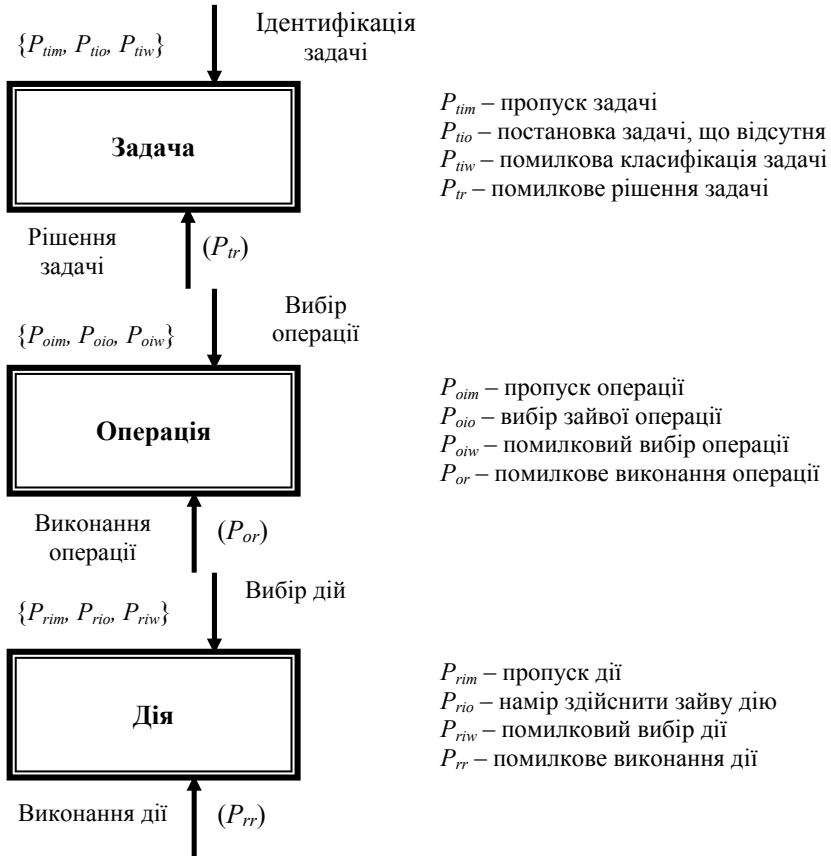 Ідентифікація
задачі
{P_tim, P_tio, P_tiw}
Задача
P_tim – пропуск задачі
P_tio – постановка задачі, що відсутня
P_tiw – помилкова класифікація задачі
P_tr – помилкове рішення задачі
Рішення
задачі
(P_tr)
Вибір
операції
{P_oim, P_oio, P_oiw}
Операція
P_oim – пропуск операції
P_oio – вибір зайвої операції
P_oiw – помилковий вибір операції
P_or – помилкове виконання операції
Виконання
операції
(P_or)
Вибір дій
{P_rim, P_rio, P_riw}
Дія
P_rim – пропуск дії
P_rio – намір здійснити зайву дію
P_riw – помилковий вибір дії
P_rr – помилкове виконання дії
Виконання дії
(P_rr)